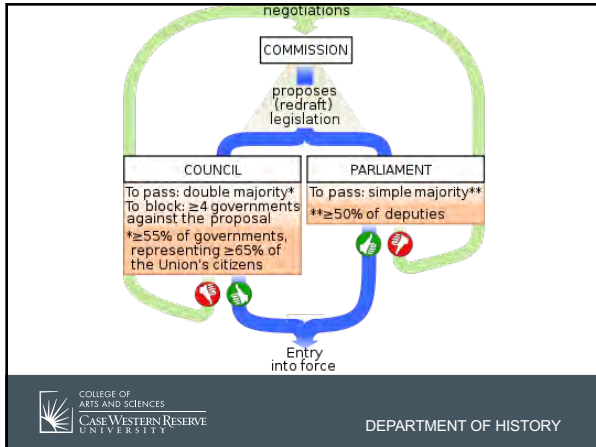 negotiations
COMMISSION
proposes
(redraft)
legislation
COUNCIL
To pass: double majority*
To block: ≥4 governments
against the proposal
*≥55% of governments,
representing ≥65% of
the Union's citizens
PARLIAMENT
To pass: simple majority**
**≥50% of deputies
Entry
into force
COLLEGE OF
ARTS AND SCIENCES
CASE WESTERN RESERVE
UNIVERSITY
DEPARTMENT OF HISTORY